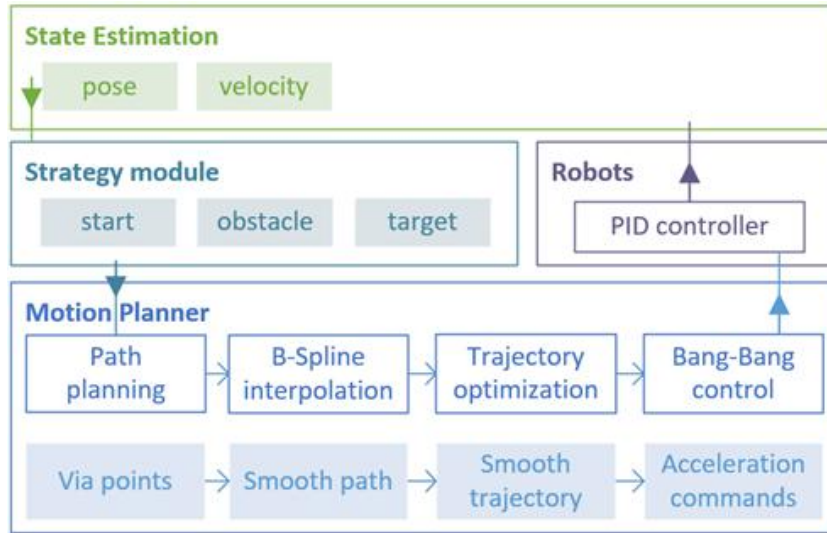 State Estimation
pose
velocity
Strategy module
start
obstacle
target
Robots
PID controller
Motion Planner
Path
planning
B-Spline
interpolation
Trajectory
optimization
Bang-Bang
control
Via points
Smooth path
Smooth
trajectory
Acceleration
commands